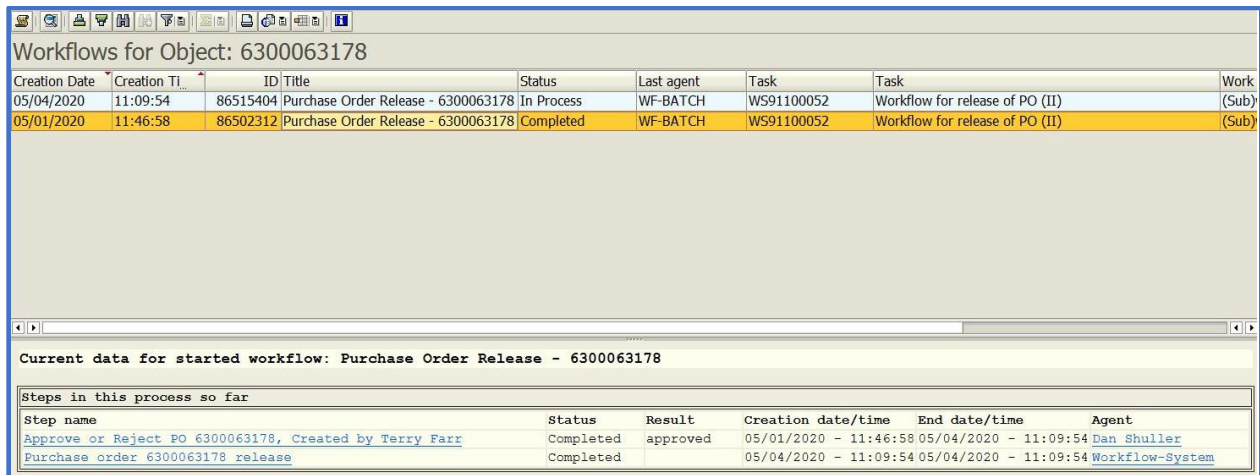 Workflows for Object: 6300063178
Creation Date Creation Ti... ID Title Status Last agent Task Task Work
05/04/2020 11:09:54 86515404 Purchase Order Release - 6300063178 In Process WF-BATCH WS91100052 Workflow for release of PO (II) (Sub)
05/01/2020 11:46:58 86502312 Purchase Order Release - 6300063178 Completed WF-BATCH WS91100052 Workflow for release of PO (II) (Sub)
Current data for started workflow: Purchase Order Release - 6300063178
Steps in this process so far
Step name Status Result Creation date/time End date/time Agent
Approve or Reject PO 6300063178, Created by Terry Farr Completed approved 05/01/2020 - 11:46:58 05/04/2020 - 11:09:54 Dan Shuller
Purchase order 6300063178 release Completed 05/04/2020 - 11:09:54 05/04/2020 - 11:09:54 Workflow-System